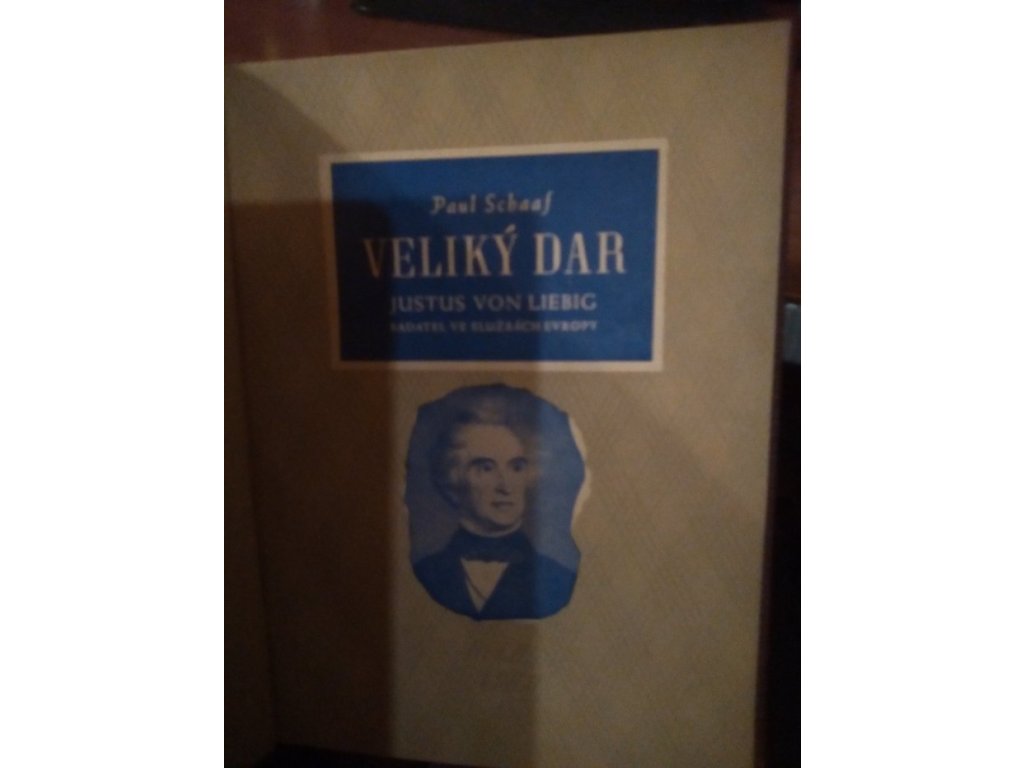 Paul Schaaf
VELIKÝ DAR
JUSTUS VON LIEBIG
BADATEL VE SLUŽBÁCH EVROPY